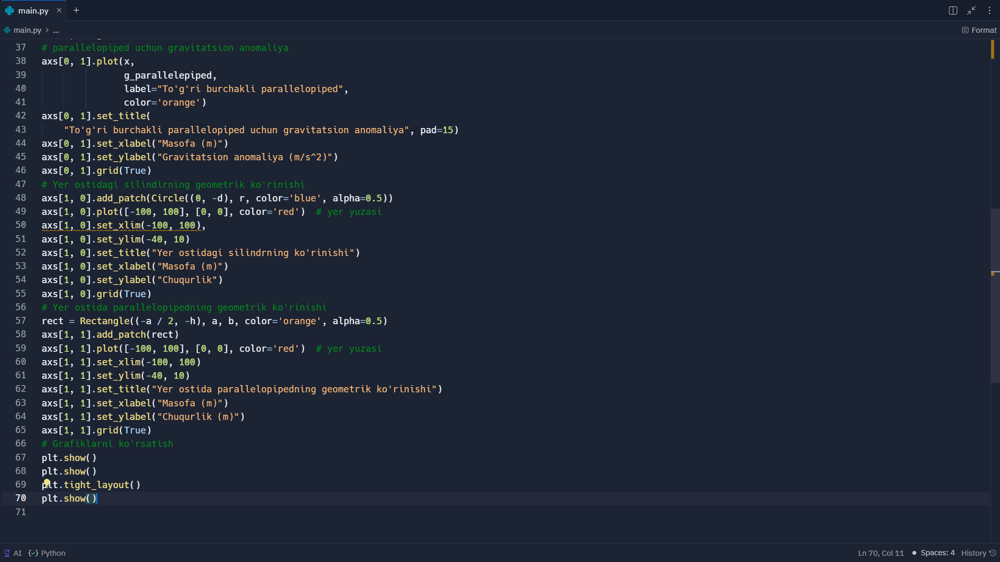 main.py
main.py > ...
Format
37 # parallelopiped uchun gravitatsion anomaliya
38 axs[0, 1].plot(x,
39 g_parallelepiped,
40 label="To'g'ri burchakli parallelopiped",
41 color='orange')
42 axs[0, 1].set_title(
43 "To'g'ri burchakli parallelopiped uchun gravitatsion anomaliya", pad=15)
44 axs[0, 1].set_xlabel("Masofa (m)")
45 axs[0, 1].set_ylabel("Gravitatsion anomaliya (m/s^2)")
46 axs[0, 1].grid(True)
47 # Yer ostidagi silindirning geometrik ko'rinishi
48 axs[1, 0].add_patch(Circle((0, -d), r, color='blue', alpha=0.5))
49 axs[1, 0].plot([-100, 100], [0, 0], color='red')  # yer yuzasi
50 axs[1, 0].set_xlim(-100, 100),
51 axs[1, 0].set_ylim(-40, 10)
52 axs[1, 0].set_title("Yer ostidagi silindrning ko'rinishi")
53 axs[1, 0].set_xlabel("Masofa (m)")
54 axs[1, 0].set_ylabel("Chuqurlik")
55 axs[1, 0].grid(True)
56 # Yer ostida parallelopipedning geometrik ko'rinishi
57 rect = Rectangle((-a / 2, -h), a, b, color='orange', alpha=0.5)
58 axs[1, 1].add_patch(rect)
59 axs[1, 1].plot([-100, 100], [0, 0], color='red')  # yer yuzasi
60 axs[1, 1].set_xlim(-100, 100)
61 axs[1, 1].set_ylim(-40, 10)
62 axs[1, 1].set_title("Yer ostida parallelopipedning geometrik ko'rinishi")
63 axs[1, 1].set_xlabel("Masofa (m)")
64 axs[1, 1].set_ylabel("Chuqurlik (m)")
65 axs[1, 1].grid(True)
66 # Grafiklarni ko'rsatish
67 plt.show()
68 plt.show()
69 plt.tight_layout()
70 plt.show()
71
AI Python Ln 70, Col 11 • Spaces: 4 History